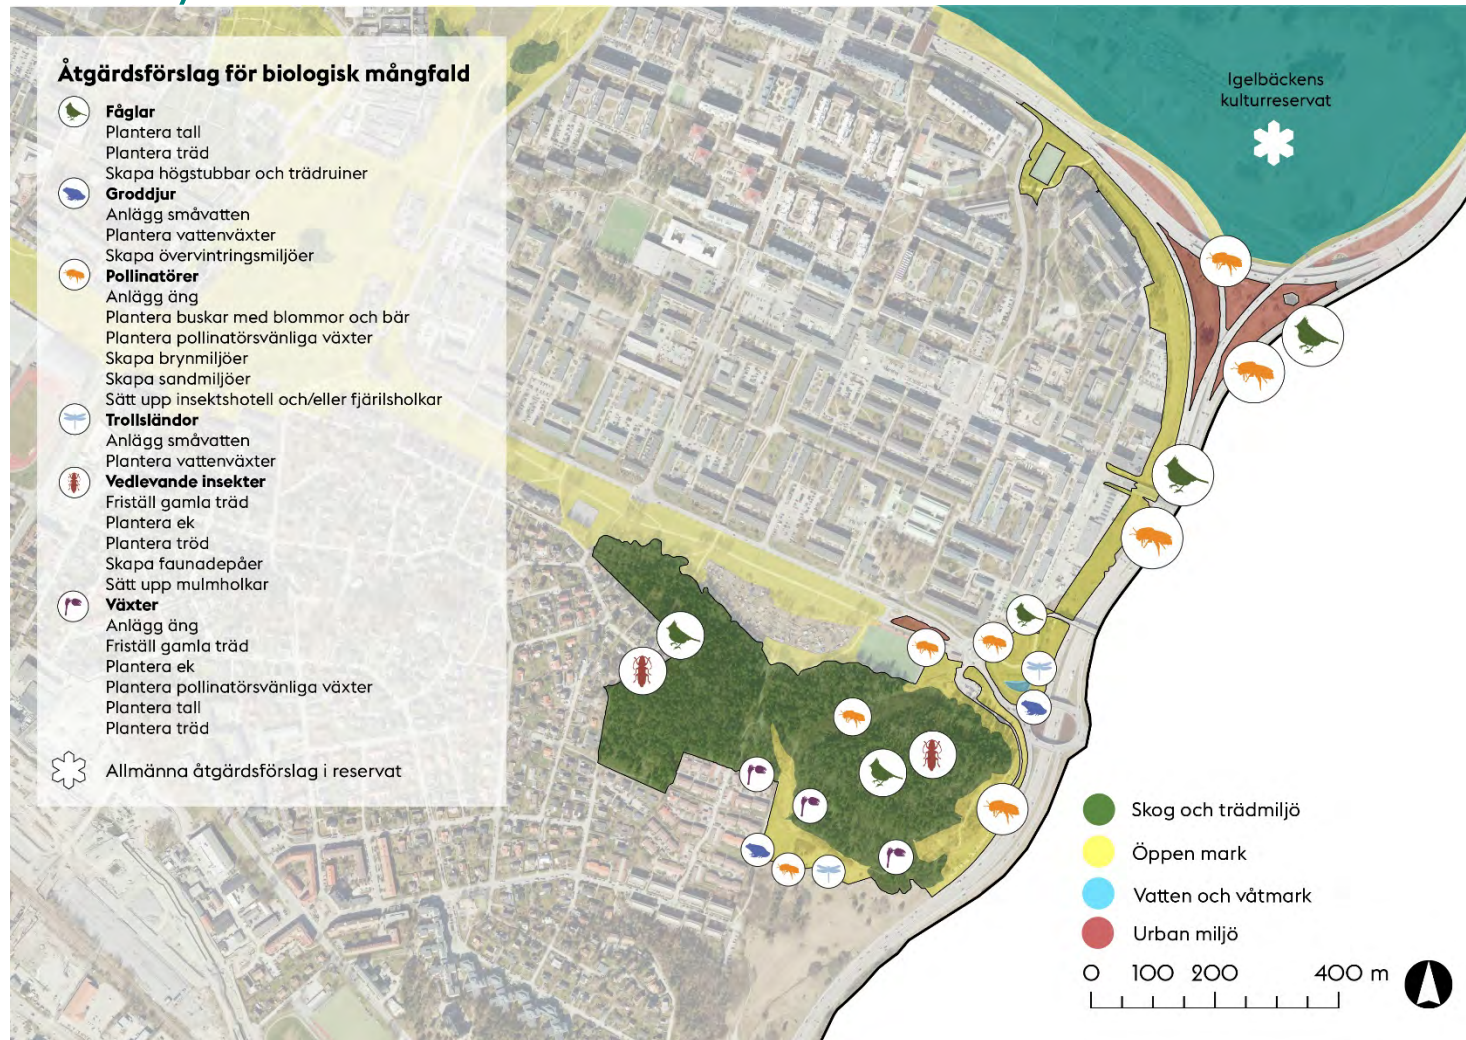 Åtgärdsförslag för biologisk mångfald
Fåglar
Plantera tall
Plantera träd
Skapa högstubbar och trädruiner
Groddjur
Anlägg småvatten
Plantera vattenväxter
Skapa övervintringsmiljöer
Pollinatörer
Anlägg äng
Plantera buskar med blommor och bär
Plantera pollinatörsvänliga växter
Skapa brynmiljöer
Skapa sandmiljöer
Sätt upp insektshotell och/eller fjärilsholkar
Trollsländor
Anlägg småvatten
Plantera vattenväxter
Vedlevande insekter
Friställ gamla träd
Plantera ek
Plantera tröd
Skapa faunadepåer
Sätt upp mulmholkar
Växter
Anlägg äng
Friställ gamla träd
Plantera ek
Plantera pollinatörsvänliga växter
Plantera tall
Plantera träd
Allmänna åtgärdsförslag i reservat
Igelbäckens
kulturreservat
Skog och trädmiljö
Öppen mark
Vatten och våtmark
Urban miljö
0 100 200 400 m